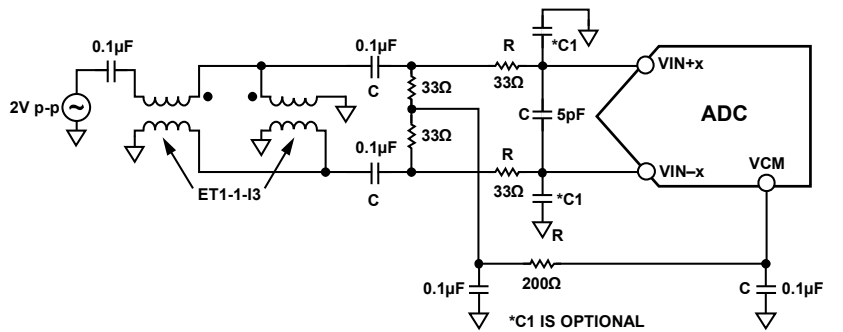 0.1µF
2V p-p
ET1-1-I3
0.1µF
C
33Ω
33Ω
0.1µF
C
R
33Ω
*C1
C
5pF
R
33Ω
*C1
R
VIN+x
ADC
VIN–x
VCM
0.1µF
200Ω
C
0.1µF
*C1 IS OPTIONAL